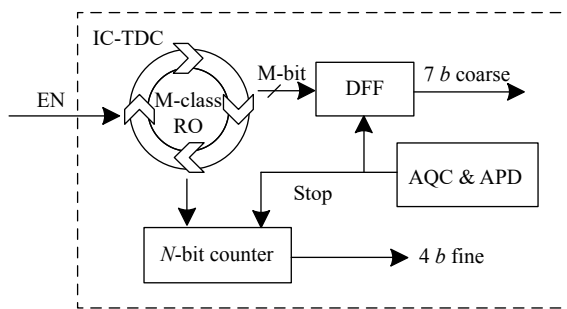 IC-TDC
EN
M-class
RO
M-bit
DFF
7 b coarse
Stop
AQC & APD
N-bit counter
4 b fine